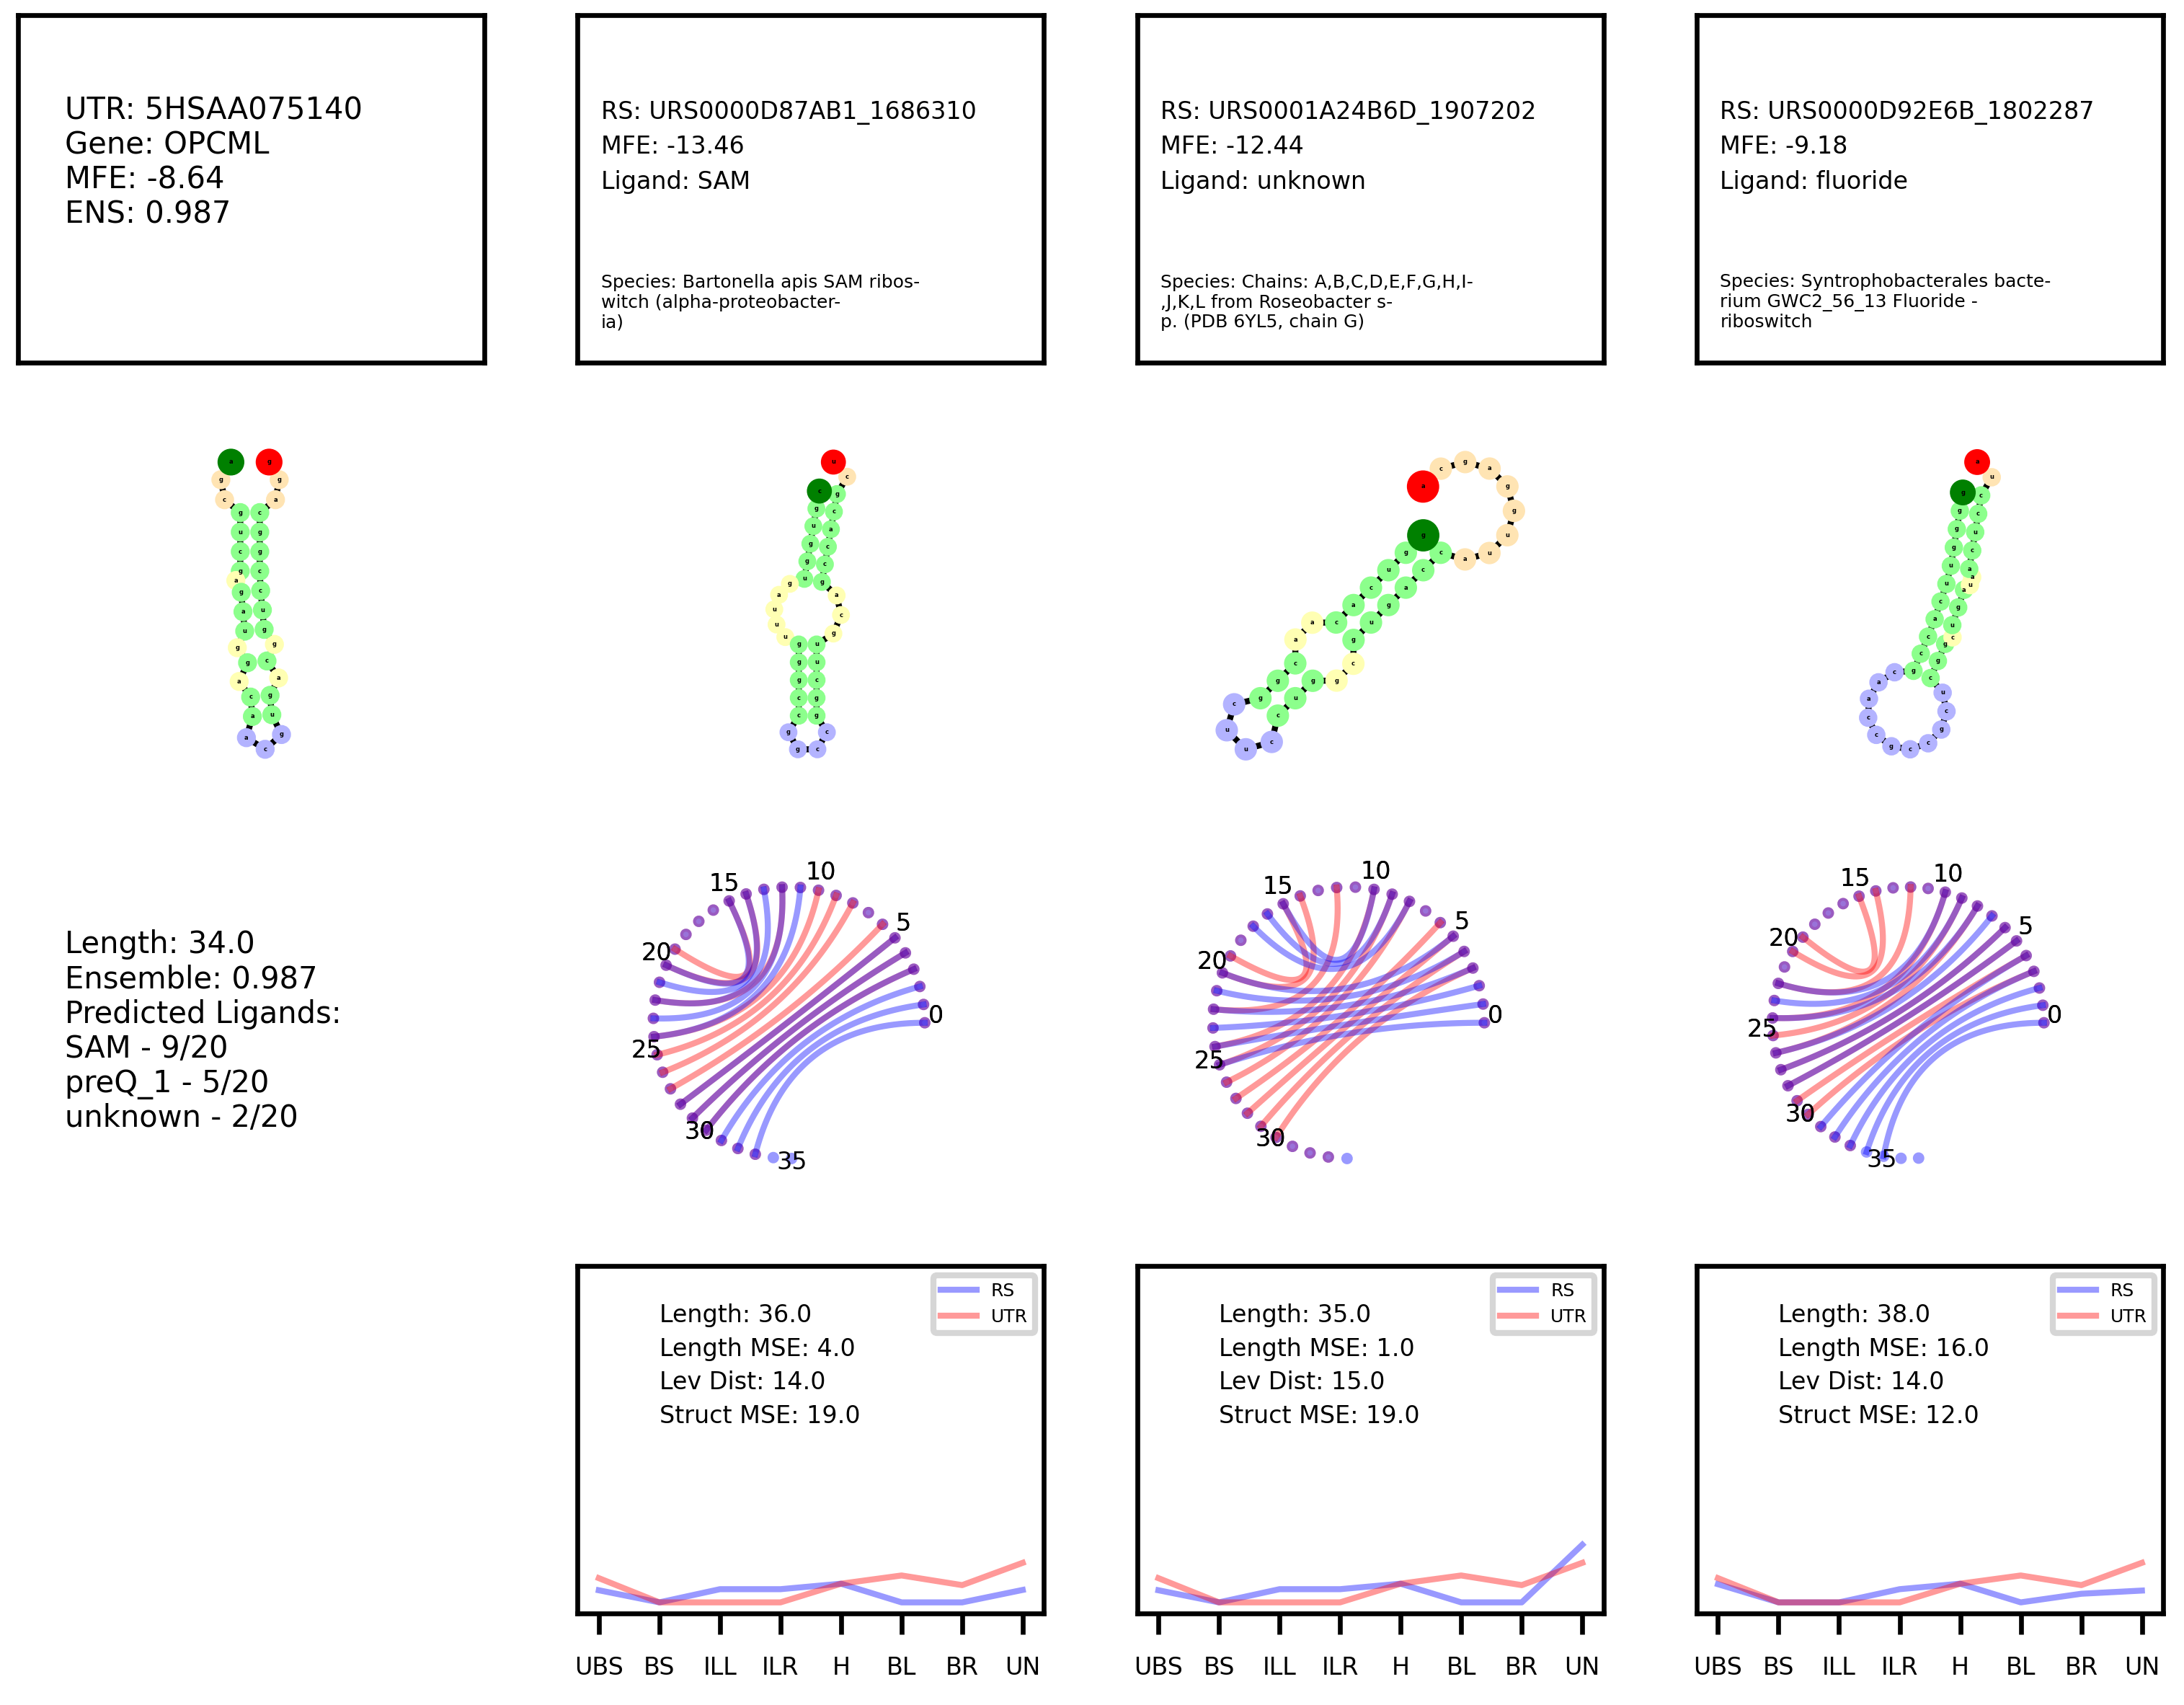 UTR: 5HSAA075140
Gene: OPCML
MFE: -8.64
ENS: 0.987
RS: URS0000D87AB1_1686310
MFE: -13.46
Ligand: SAM
Species: Bartonella apis SAM ribos-
witch (alpha-proteobacter-
ia)
RS: URS0001A24B6D_1907202
MFE: -12.44
Ligand: unknown
Species: Chains: A,B,C,D,E,F,G,H,I-
,J,K,L from Roseobacter s-
p. (PDB 6YL5, chain G)
RS: URS0000D92E6B_1802287
MFE: -9.18
Ligand: fluoride
Species: Syntrophobacterales bacte-
rium GWC2_56_13 Fluoride -
riboswitch
Length: 34.0
Ensemble: 0.987
Predicted Ligands:
SAM - 9/20
preQ_1 - 5/20
unknown - 2/20
0
5
10
15
20
25
30
35
0
5
10
15
20
25
30
0
5
10
15
20
25
30
35
RS
UTR
Length: 36.0
Length MSE: 4.0
Lev Dist: 14.0
Struct MSE: 19.0
UBS BS ILL ILR H BL BR UN
RS
UTR
Length: 35.0
Length MSE: 1.0
Lev Dist: 15.0
Struct MSE: 19.0
UBS BS ILL ILR H BL BR UN
RS
UTR
Length: 38.0
Length MSE: 16.0
Lev Dist: 14.0
Struct MSE: 12.0
UBS BS ILL ILR H BL BR UN